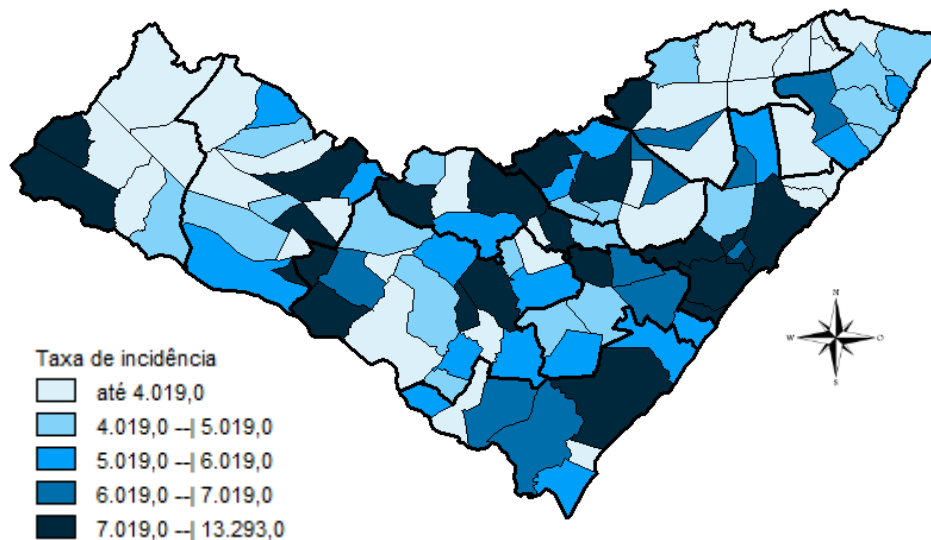 N
W
O
S
Taxa de incidência
até 4.019,0
4.019,0 --| 5.019,0
5.019,0 --| 6.019,0
6.019,0 --| 7.019,0
7.019,0 --| 13.293,0